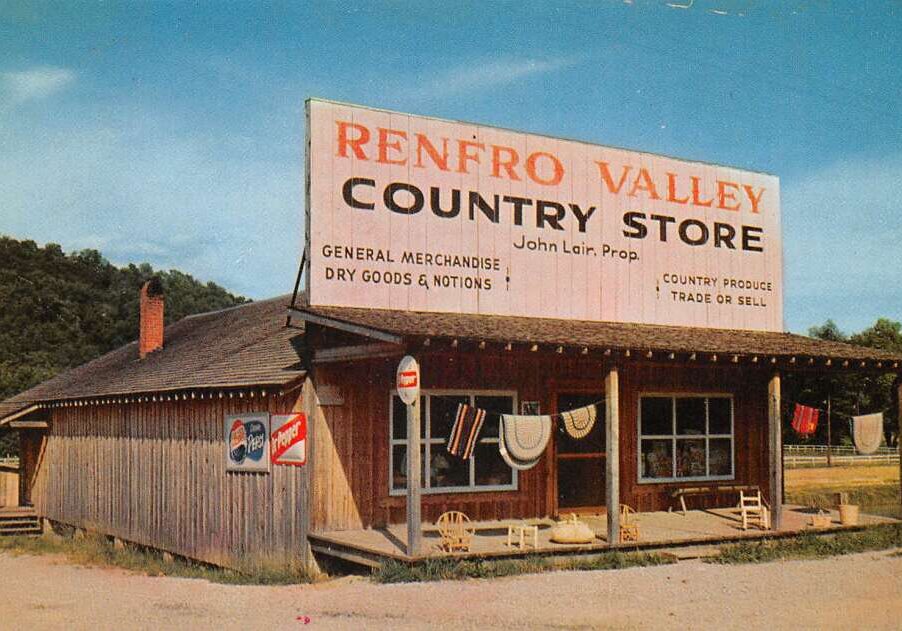 RENFRO VALLEY
COUNTRY STORE
John Lair, Prop.
GENERAL MERCHANDISE
DRY GOODS & NOTIONS
COUNTRY PRODUCE
TRADE OR SELL
Pepper
PEPSI
Dr Pepper